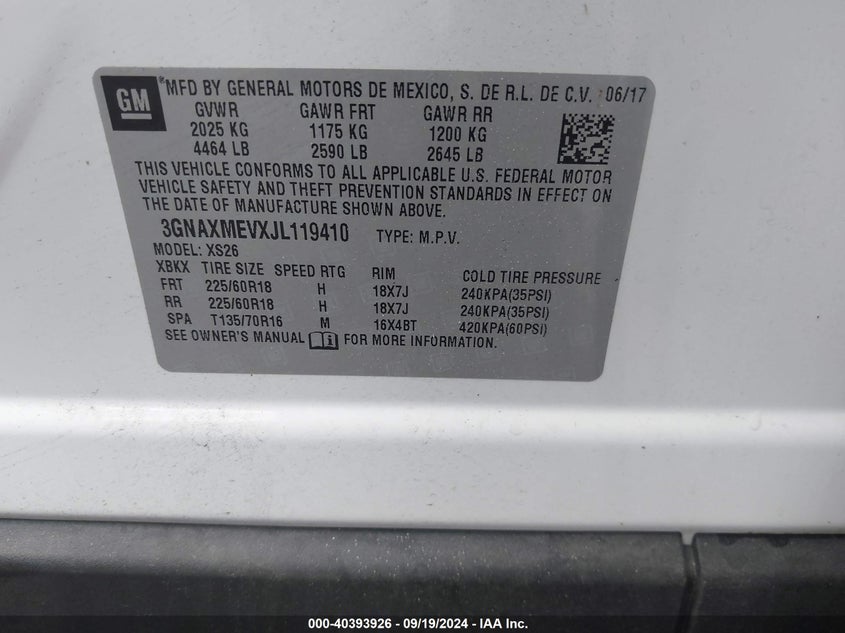 GM
®MFD BY GENERAL MOTORS DE MEXICO, S. DE R.L. DE C.V. 06/17
GVWR GAWR FRT GAWR RR
2025 KG 1175 KG 1200 KG
4464 LB 2590 LB 2645 LB
THIS VEHICLE CONFORMS TO ALL APPLICABLE U.S. FEDERAL MOTOR
VEHICLE SAFETY AND THEFT PREVENTION STANDARDS IN EFFECT ON
THE DATE OF MANUFACTURE SHOWN ABOVE.
3GNAXMEVXJL119410 TYPE: M.P.V.
MODEL: XS26
XBKX TIRE SIZE SPEED RTG RIM COLD TIRE PRESSURE
FRT 225/60R18 H 18X7J 240KPA(35PSI)
RR 225/60R18 H 18X7J 240KPA(35PSI)
SPA T135/70R16 M 16X4BT 420KPA(60PSI)
SEE OWNER'S MANUAL FOR MORE INFORMATION.
000-40393926 - 09/19/2024 - IAA Inc.